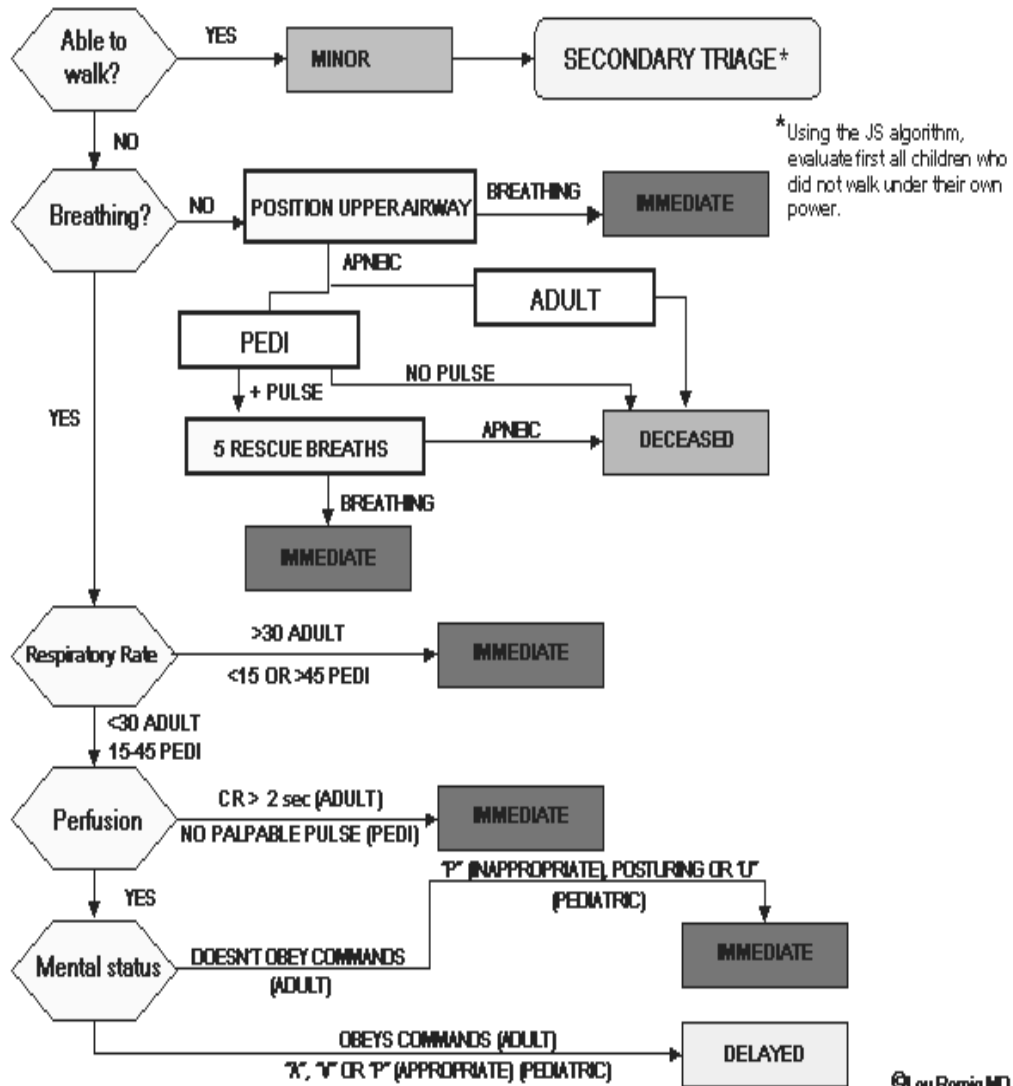 Able to
walk?
YES
MINOR
SECONDARY TRIAGE*
NO
*Using the JS algorithm,
evaluate first all children who
did not walk under their own
power.
Breathing?
NO
POSITION UPPER AIRWAY
BREATHING
IMMEDIATE
APNEIC
ADULT
PEDI
NO PULSE
+ PULSE
YES
5 RESCUE BREATHS
APNEIC
DECEASED
BREATHING
IMMEDIATE
Respiratory Rate
>30 ADULT
<15 OR >45 PEDI
IMMEDIATE
<30 ADULT
15-45 PEDI
Perfusion
CR > 2 sec (ADULT)
NO PALPABLE PULSE (PEDI)
IMMEDIATE
YES
"P" (INAPPROPRIATE), POSTURING OR "U"
(PEDIATRIC)
Mental status
DOESN'T OBEY COMMANDS
(ADULT)
IMMEDIATE
OBEYS COMMANDS (ADULT)
"A", "V" OR "P" (APPROPRIATE) (PEDIATRIC)
DELAYED
©Lou Romig MD